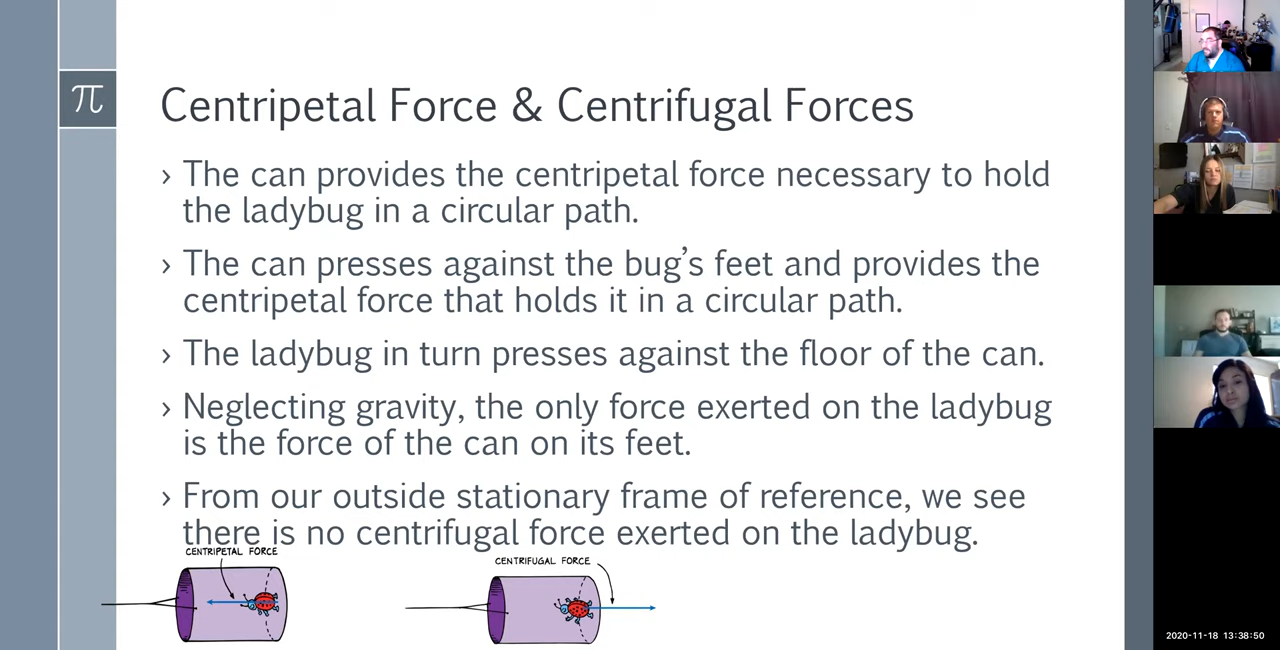 π
Centripetal Force & Centrifugal Forces
› The can provides the centripetal force necessary to hold
the ladybug in a circular path.
› The can presses against the bug’s feet and provides the
centripetal force that holds it in a circular path.
› The ladybug in turn presses against the floor of the can.
› Neglecting gravity, the only force exerted on the ladybug
is the force of the can on its feet.
› From our outside stationary frame of reference, we see
there is no centrifugal force exerted on the ladybug.
CENTRIPETAL FORCE
CENTRIFUGAL FORCE
2020-11-18 13:38:50